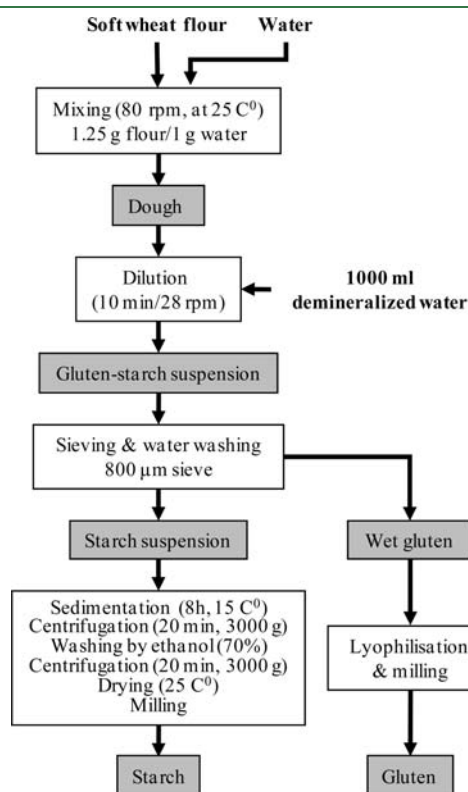 Soft wheat flour
Water
Mixing (80 rpm, at 25 C⁰)
1.25 g flour/1 g water
Dough
Dilution
(10 min/28 rpm)
1000 ml
demineralized water
Gluten-starch suspension
Sieving & water washing
800 µm sieve
Starch suspension
Wet gluten
Sedimentation (8h, 15 C⁰)
Centrifugation (20 min, 3000 g)
Washing by ethanol (70%)
Centrifugation (20 min, 3000 g)
Drying (25 C⁰)
Milling
Lyophilisation
& milling
Starch
Gluten